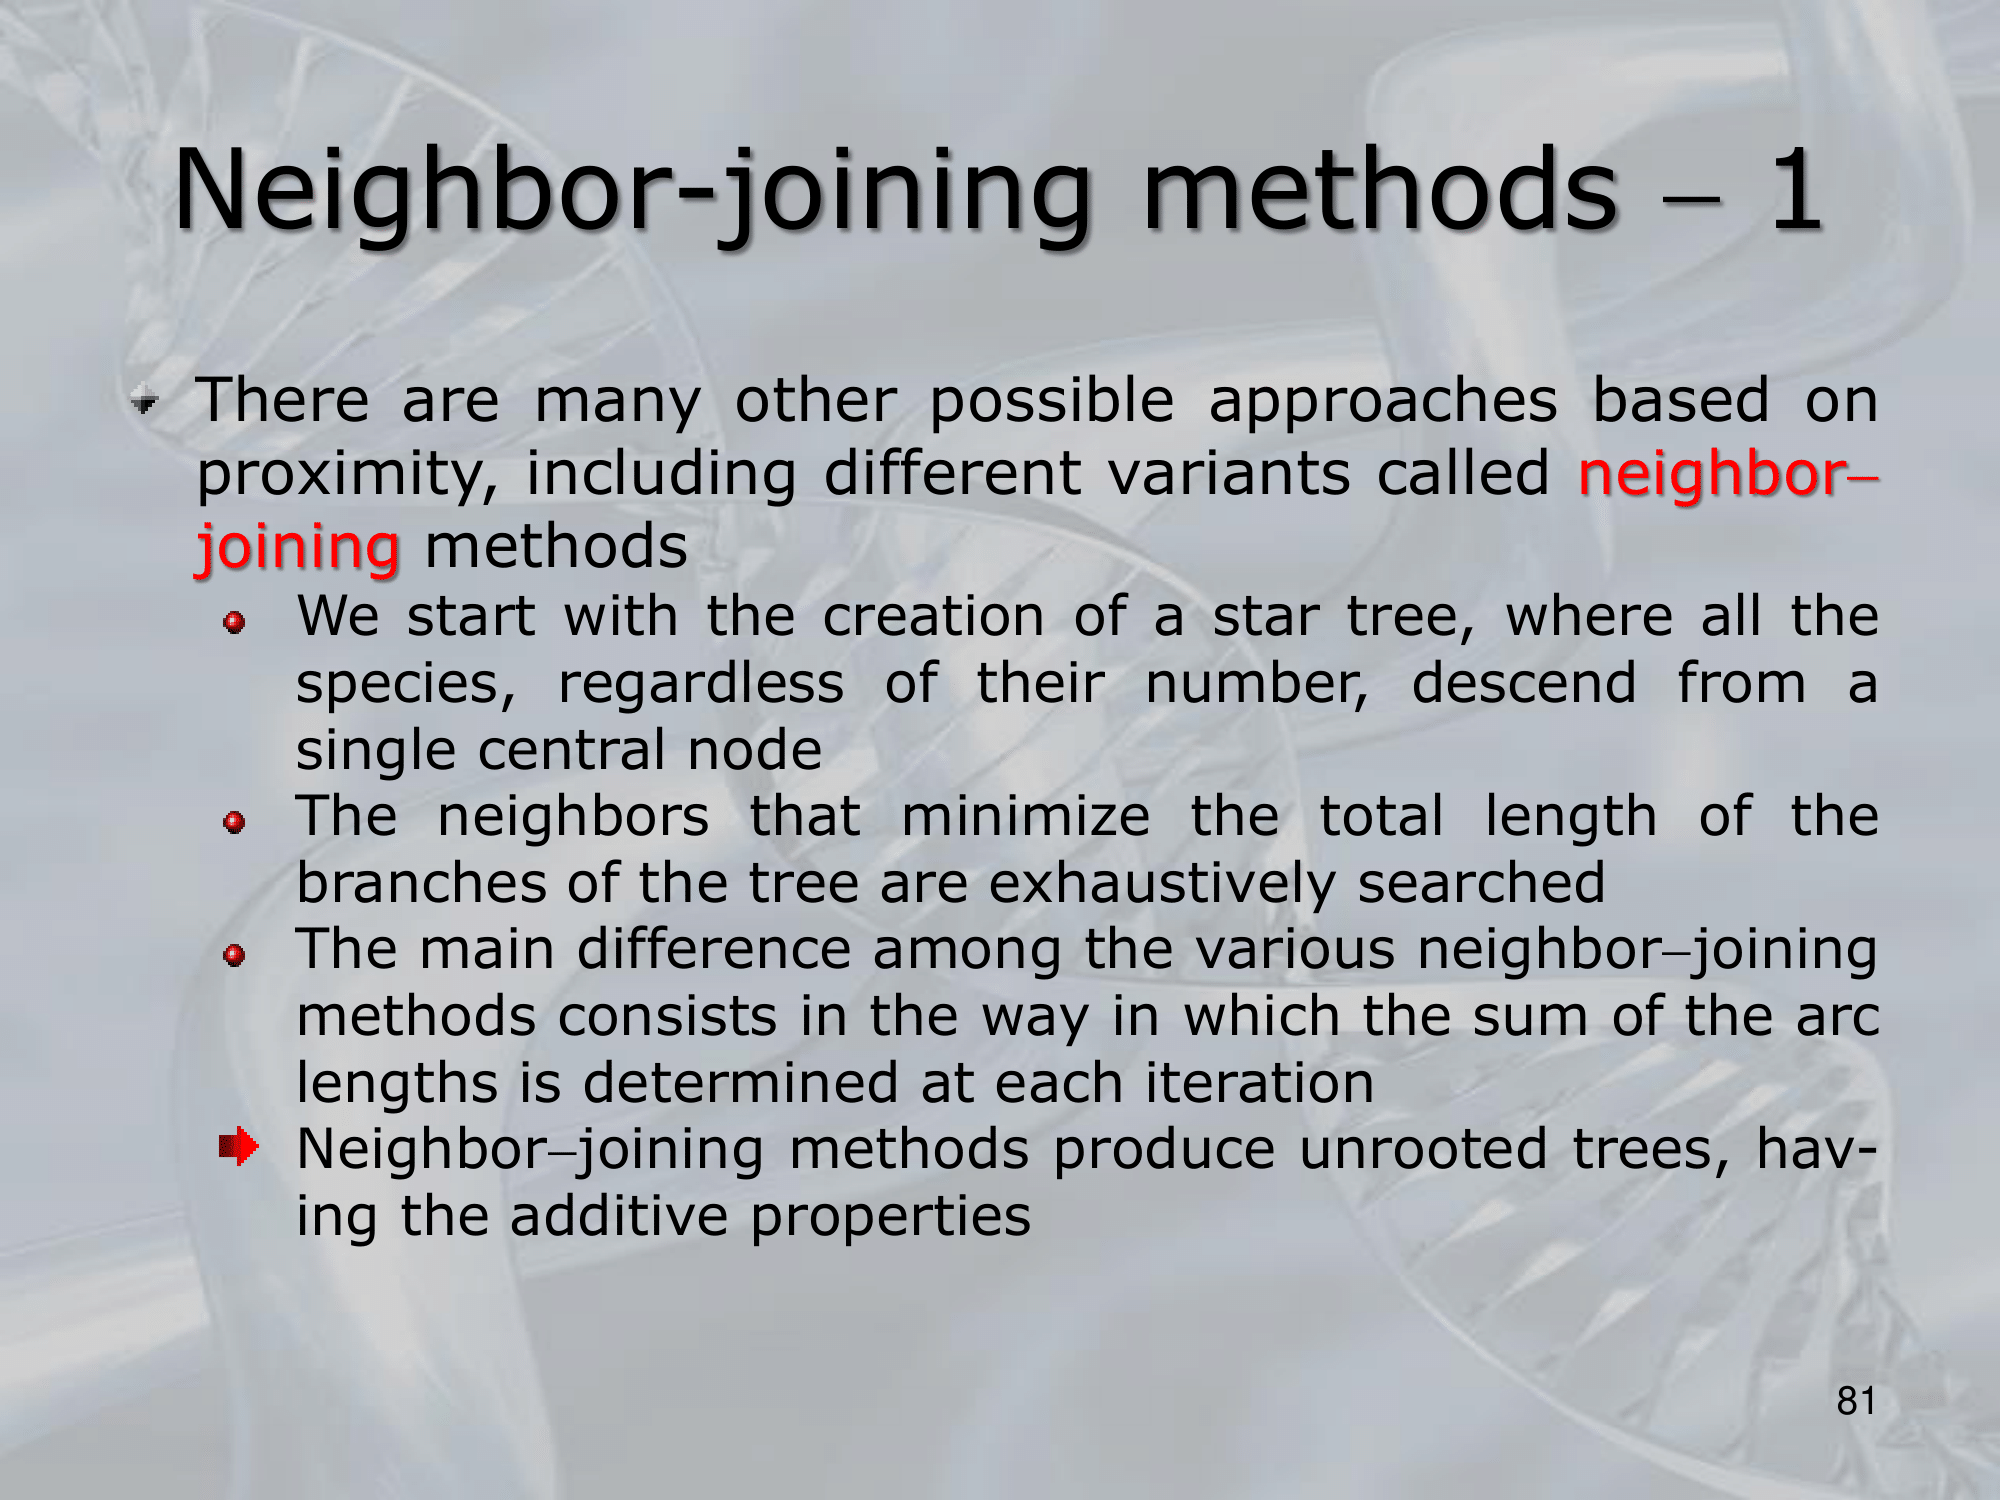 Neighbor-joining methods – 1
There are many other possible approaches based on
proximity, including different variants called neighbor–
joining methods
We start with the creation of a star tree, where all the
species, regardless of their number, descend from a
single central node
The neighbors that minimize the total length of the
branches of the tree are exhaustively searched
The main difference among the various neighbor–joining
methods consists in the way in which the sum of the arc
lengths is determined at each iteration
Neighbor–joining methods produce unrooted trees, hav-
ing the additive properties
81